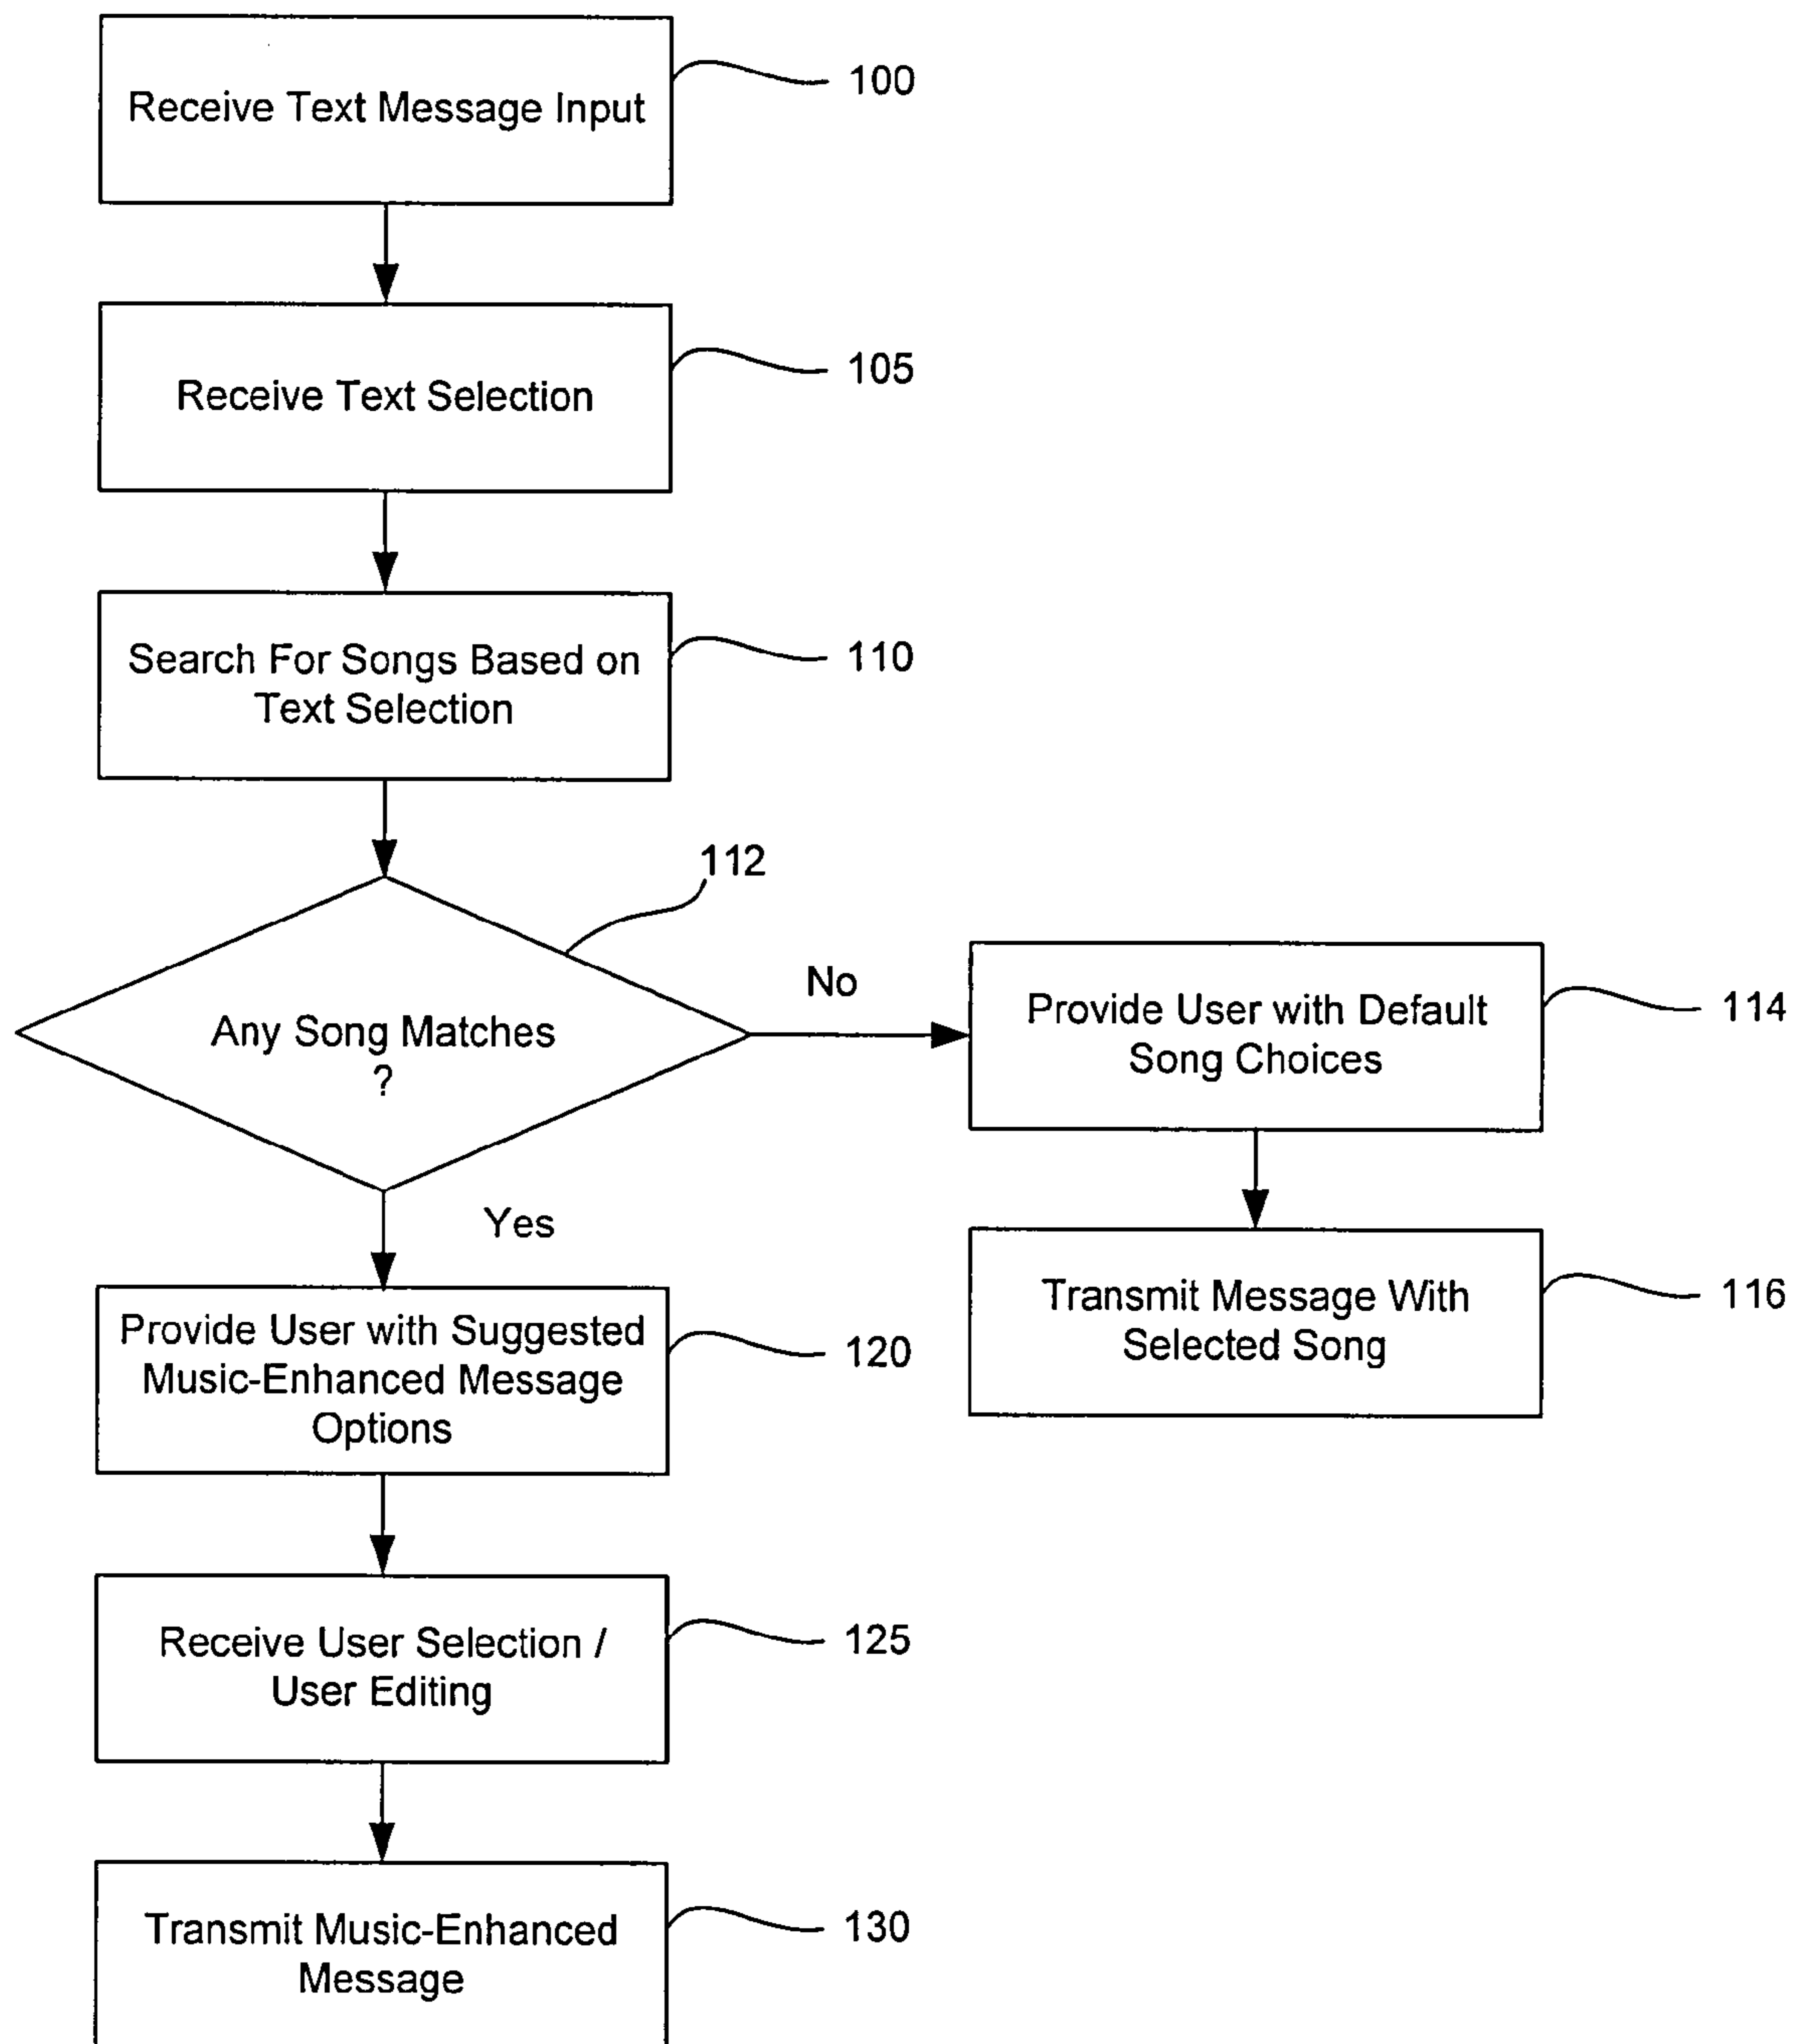 Receive Text Message Input
100
Receive Text Selection
105
Search For Songs Based on
Text Selection
110
112
Any Song Matches
?
No
Provide User with Default
Song Choices
114
Yes
Transmit Message With
Selected Song
116
Provide User with Suggested
Music-Enhanced Message
Options
120
Receive User Selection /
User Editing
125
Transmit Music-Enhanced
Message
130